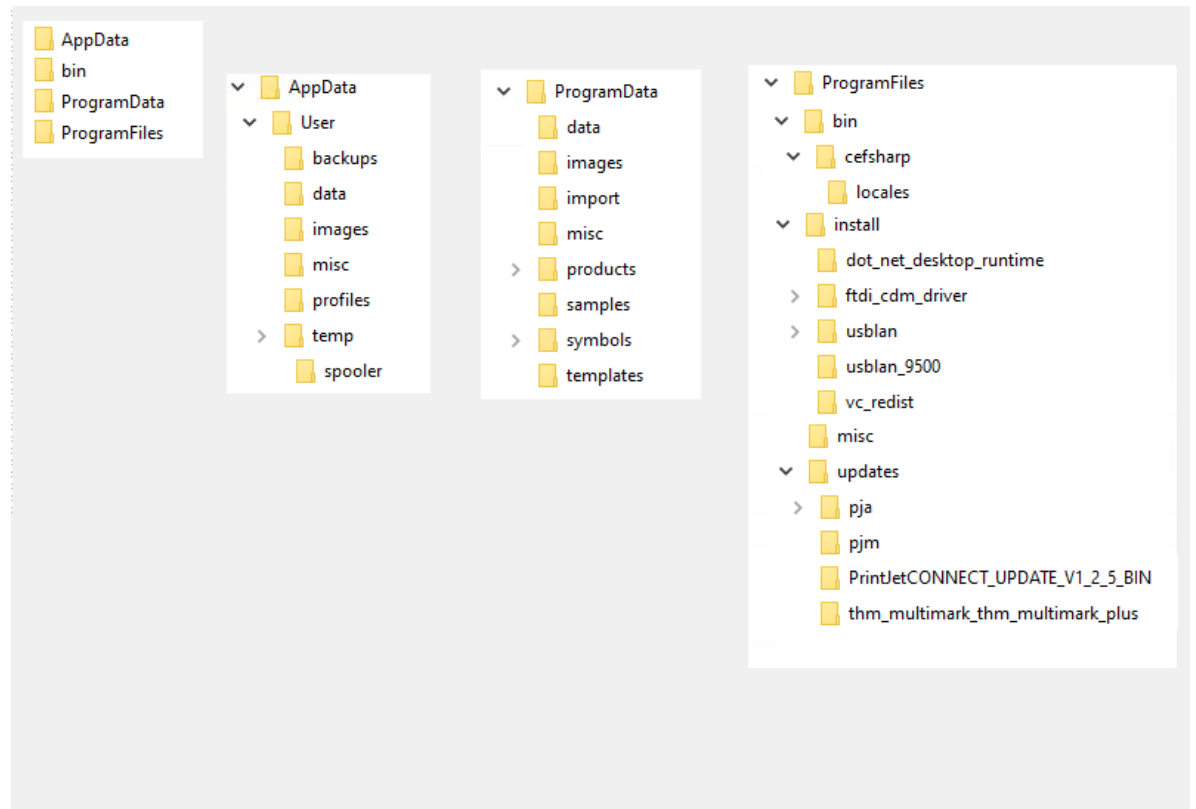 AppData
bin
ProgramData
ProgramFiles
AppData
User
backups
data
images
misc
profiles
temp
spooler
ProgramData
data
images
import
misc
products
samples
symbols
templates
ProgramFiles
bin
cefsharp
locales
install
dot_net_desktop_runtime
ftdi_cdm_driver
usblan
usblan_9500
vc_redist
misc
updates
pja
pjm
PrintJetCONNECT_UPDATE_V1_2_5_BIN
thm_multimark_thm_multimark_plus